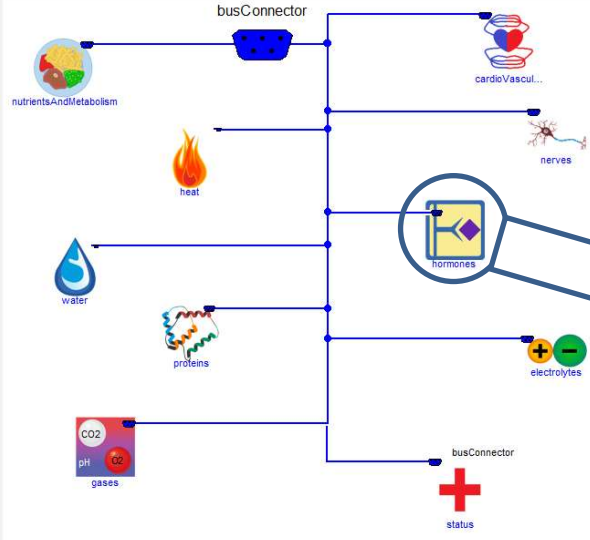 busConnector
cardioVascul...
nutrientsAndMetabolism
nerves
heat
hormones
water
proteins
+ −
electrolytes
CO2
pH O2
gases
busConnector
status